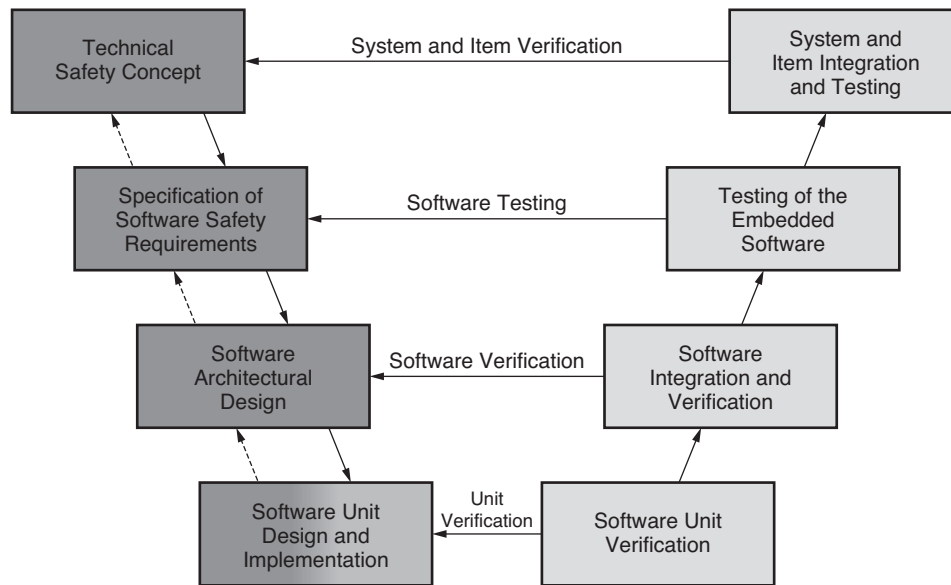 Technical
Safety Concept
System and Item Verification
System and
Item Integration
and Testing
Specification of
Software Safety
Requirements
Software Testing
Testing of the
Embedded
Software
Software
Architectural
Design
Software Verification
Software
Integration and
Verification
Software Unit
Design and
Implementation
Unit
Verification
Software Unit
Verification